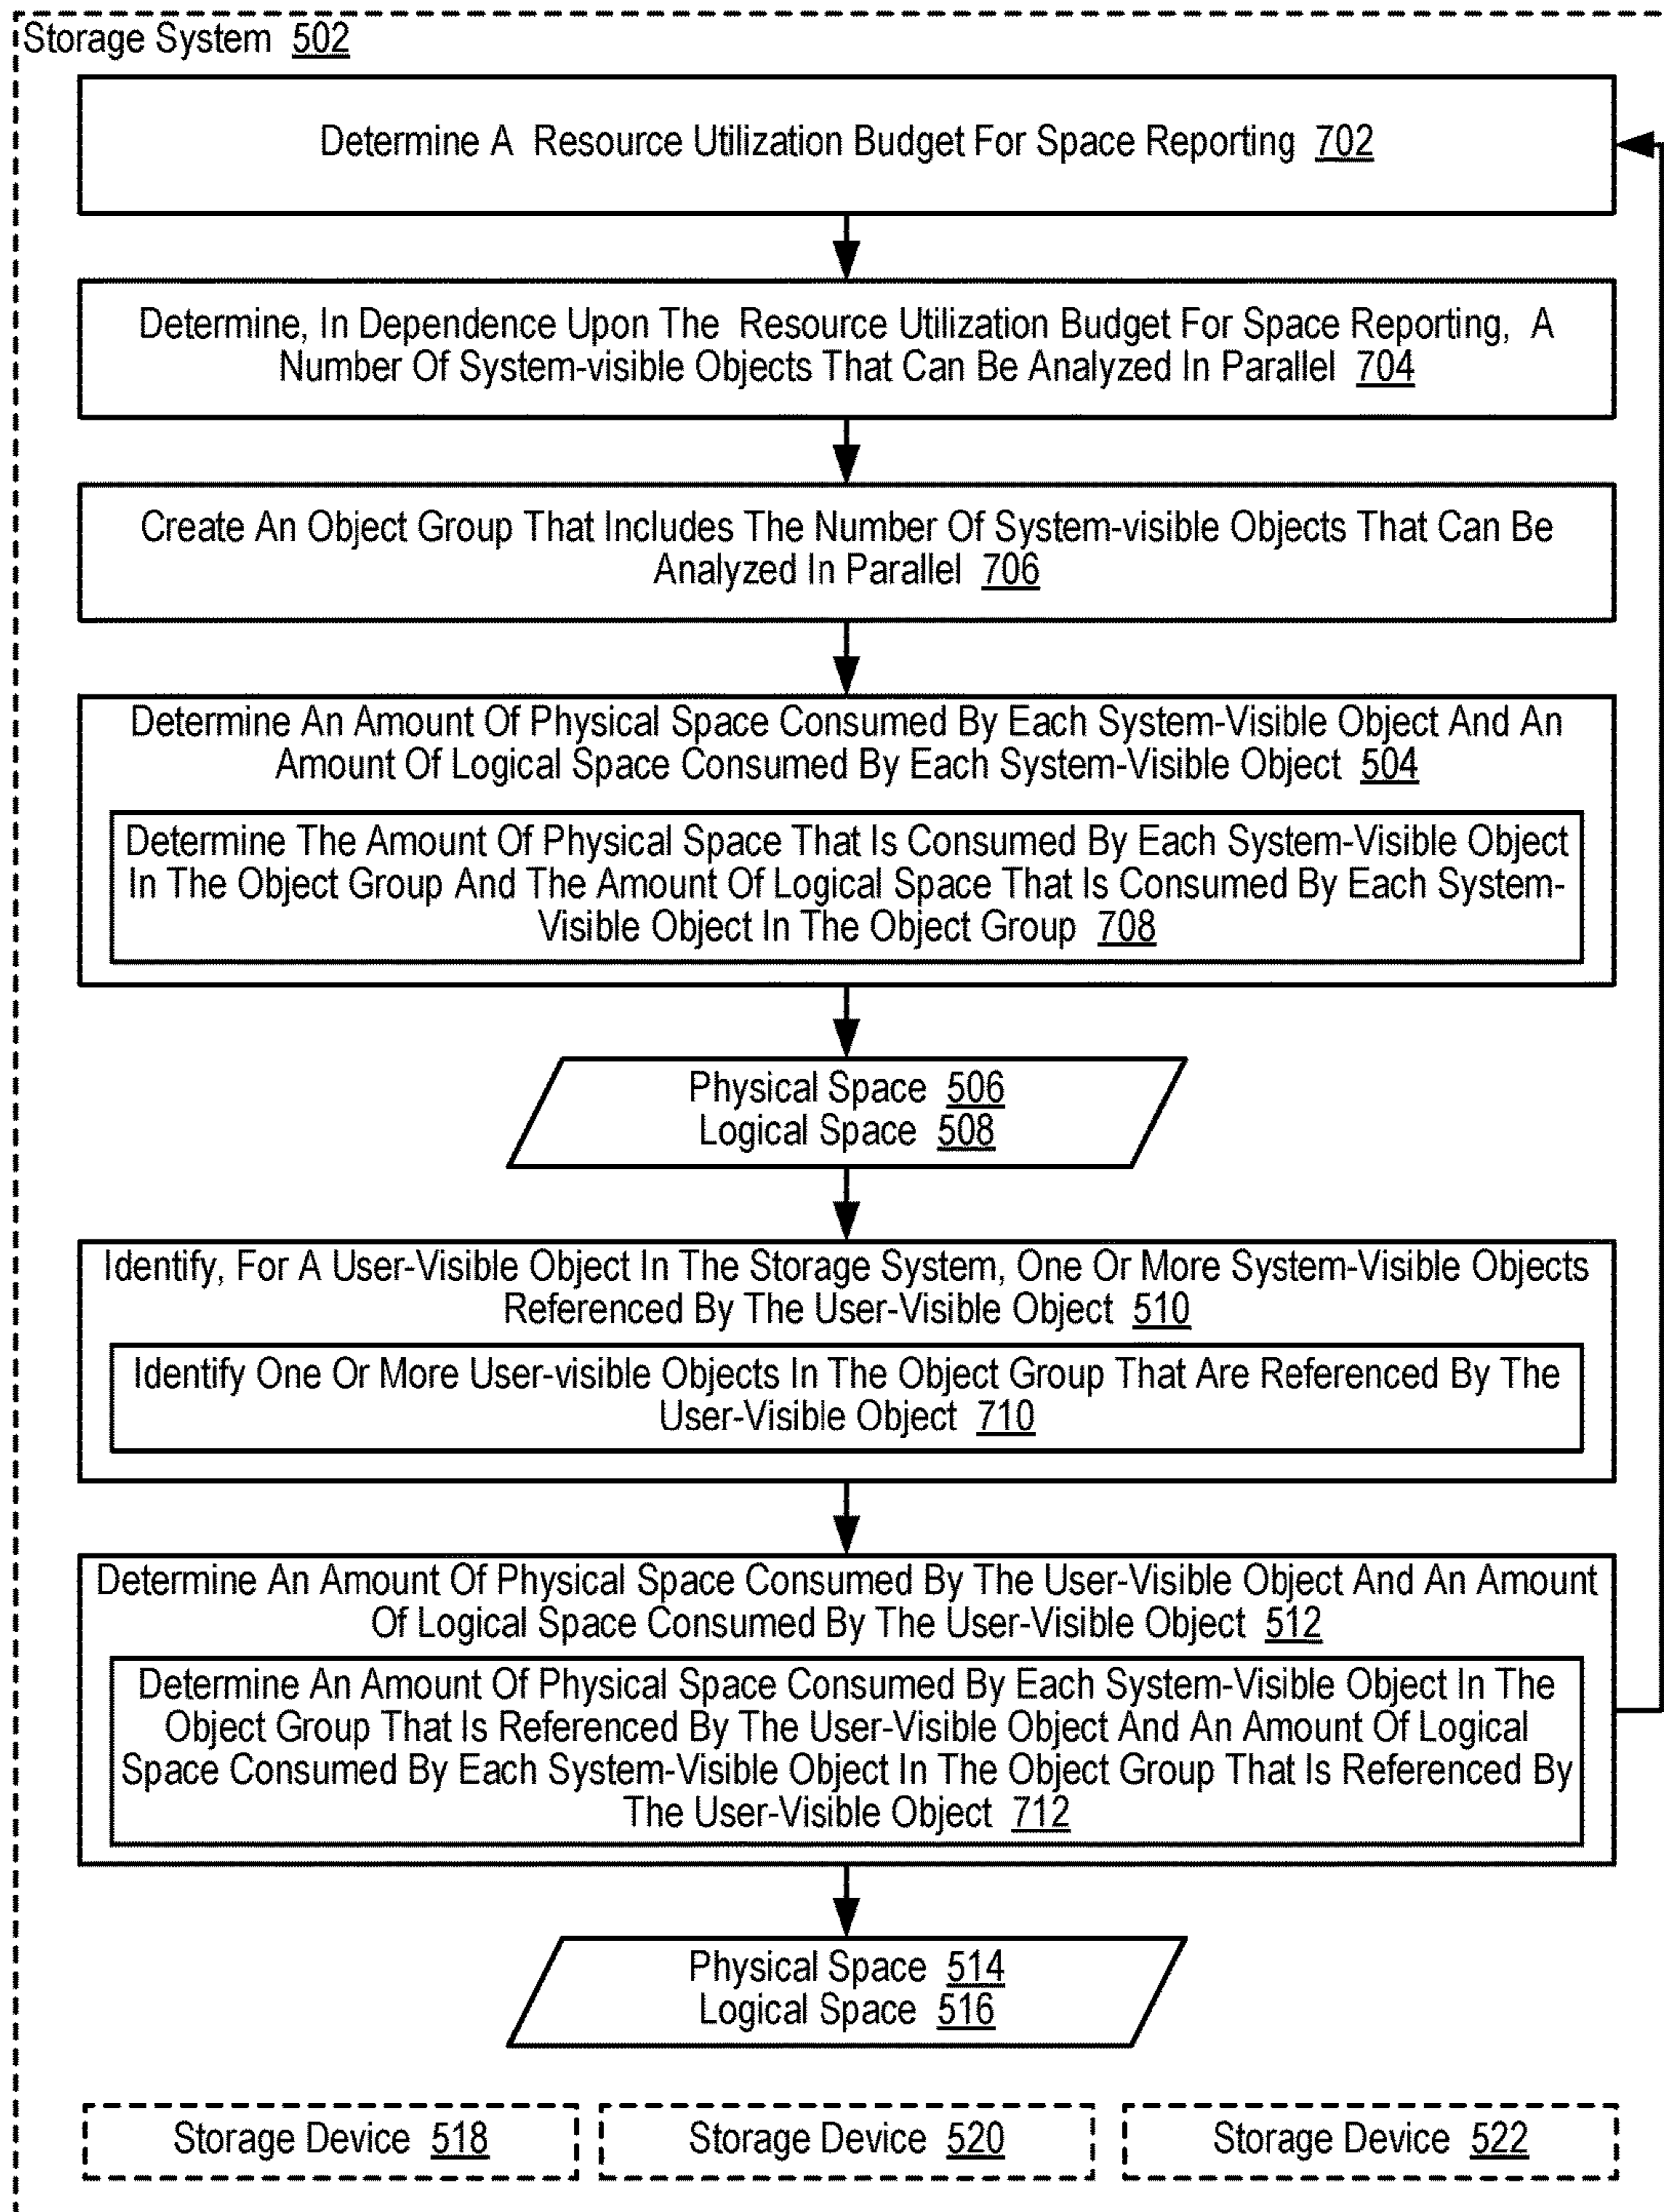 Storage System 502
Determine A Resource Utilization Budget For Space Reporting 702
Determine, In Dependence Upon The Resource Utilization Budget For Space Reporting, A
Number Of System-visible Objects That Can Be Analyzed In Parallel 704
Create An Object Group That Includes The Number Of System-visible Objects That Can Be
Analyzed In Parallel 706
Determine An Amount Of Physical Space Consumed By Each System-Visible Object And An
Amount Of Logical Space Consumed By Each System-Visible Object 504
Determine The Amount Of Physical Space That Is Consumed By Each System-Visible Object
In The Object Group And The Amount Of Logical Space That Is Consumed By Each System-
Visible Object In The Object Group 708
Physical Space 506
Logical Space 508
Identify, For A User-Visible Object In The Storage System, One Or More System-Visible Objects
Referenced By The User-Visible Object 510
Identify One Or More User-visible Objects In The Object Group That Are Referenced By The
User-Visible Object 710
Determine An Amount Of Physical Space Consumed By The User-Visible Object And An Amount
Of Logical Space Consumed By The User-Visible Object 512
Determine An Amount Of Physical Space Consumed By Each System-Visible Object In The
Object Group That Is Referenced By The User-Visible Object And An Amount Of Logical
Space Consumed By Each System-Visible Object In The Object Group That Is Referenced By
The User-Visible Object 712
Physical Space 514
Logical Space 516
Storage Device 518
Storage Device 520
Storage Device 522